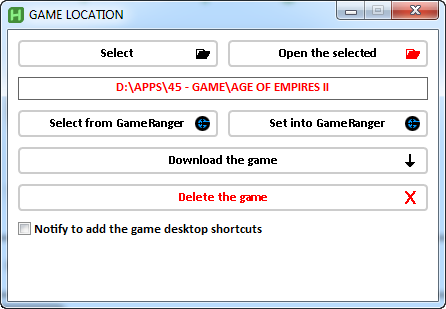 GAME LOCATION
Select
Open the selected
D:\APPS\45 - GAME\AGE OF EMPIRES II
Select from GameRanger
Set into GameRanger
Download the game
Delete the game
Notify to add the game desktop shortcuts